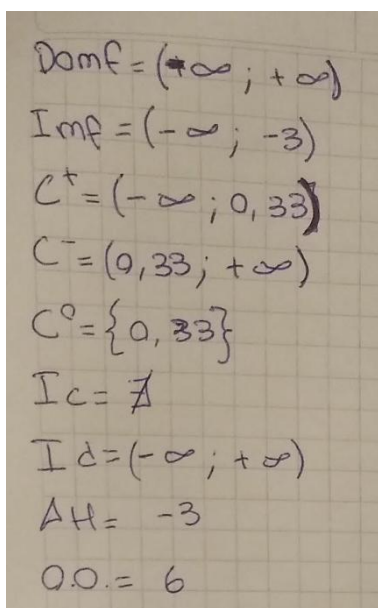 Domf = (-∞ ; +∞)
Imf = (-∞ ; -3)
C⁺ = (-∞ ; 0,33)
C⁻ = (0,33 ; +∞)
C⁰ = {0,33}
Ic = ∄
Id = (-∞ ; +∞)
AH = -3
O.O. = 6